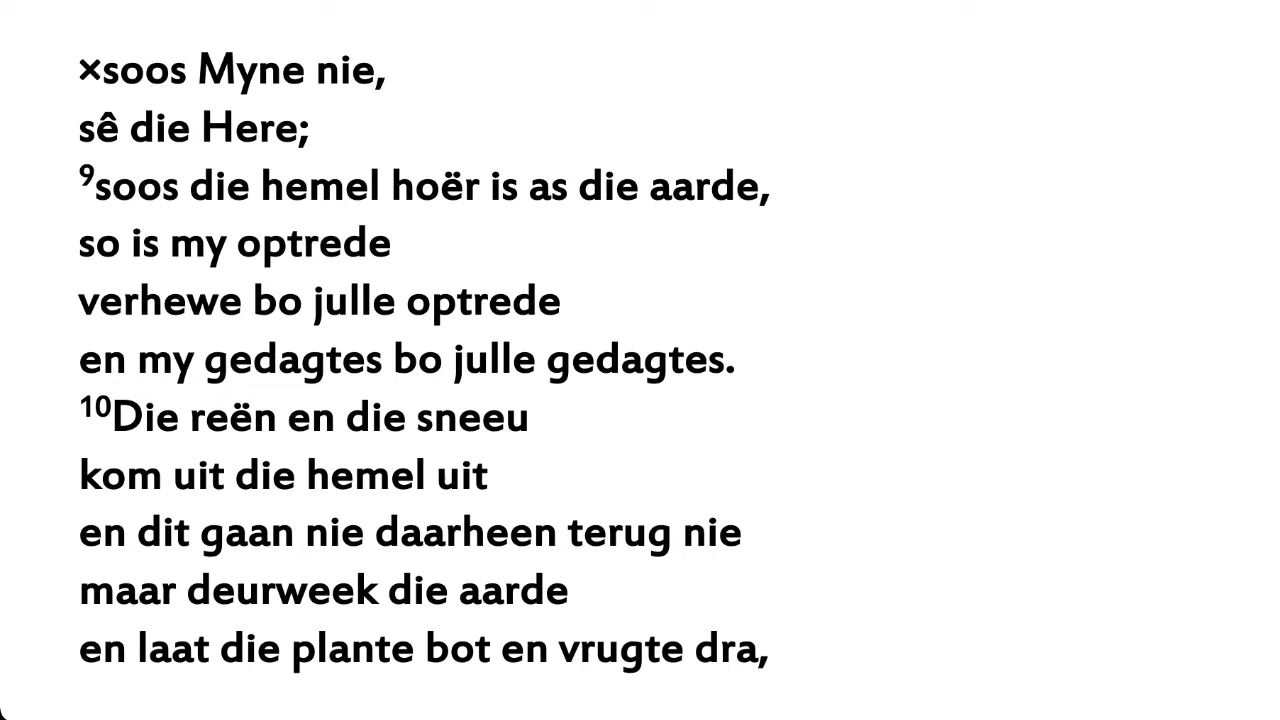 ×soos Myne nie,
sê die Here;
⁹soos die hemel hoër is as die aarde,
so is my optrede
verhewe bo julle optrede
en my gedagtes bo julle gedagtes.
¹⁰Die reën en die sneeu
kom uit die hemel uit
en dit gaan nie daarheen terug nie
maar deurweek die aarde
en laat die plante bot en vrugte dra,